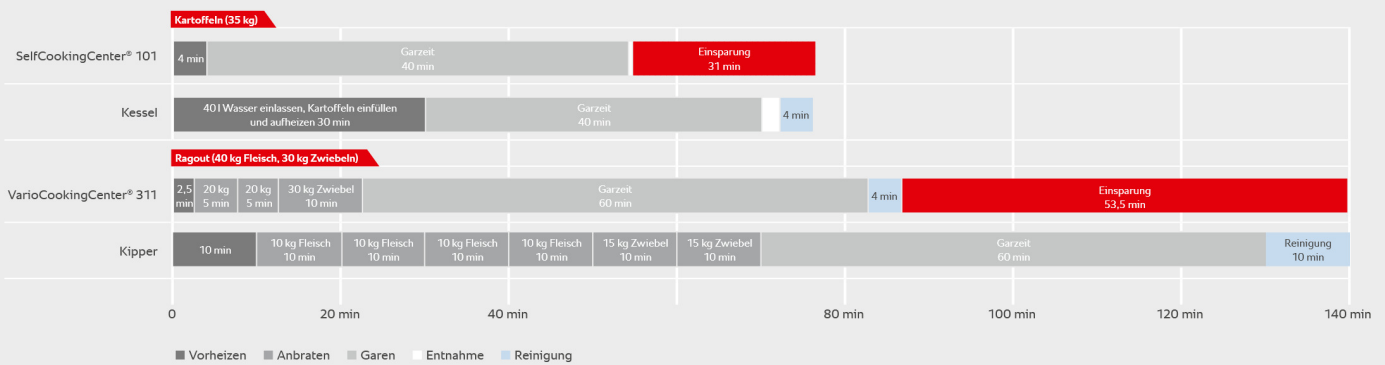 Kartoffeln (35 kg)
SelfCookingCenter® 101
4 min
Garzeit
40 min
Einsparung
31 min
Kessel
40 l Wasser einlassen, Kartoffeln einfüllen
und aufheizen 30 min
Garzeit
40 min
4 min
Ragout (40 kg Fleisch, 30 kg Zwiebeln)
VarioCookingCenter® 311
2,5
min
20 kg
5 min
20 kg
5 min
30 kg Zwiebel
10 min
Garzeit
60 min
4 min
Einsparung
53,5 min
Kipper
10 min
10 kg Fleisch
10 min
10 kg Fleisch
10 min
10 kg Fleisch
10 min
10 kg Fleisch
10 min
15 kg Zwiebel
10 min
15 kg Zwiebel
10 min
Garzeit
60 min
Reinigung
10 min
0 20 min 40 min 80 min 100 min 120 min 140 min
Vorheizen Anbraten Garen Entnahme Reinigung